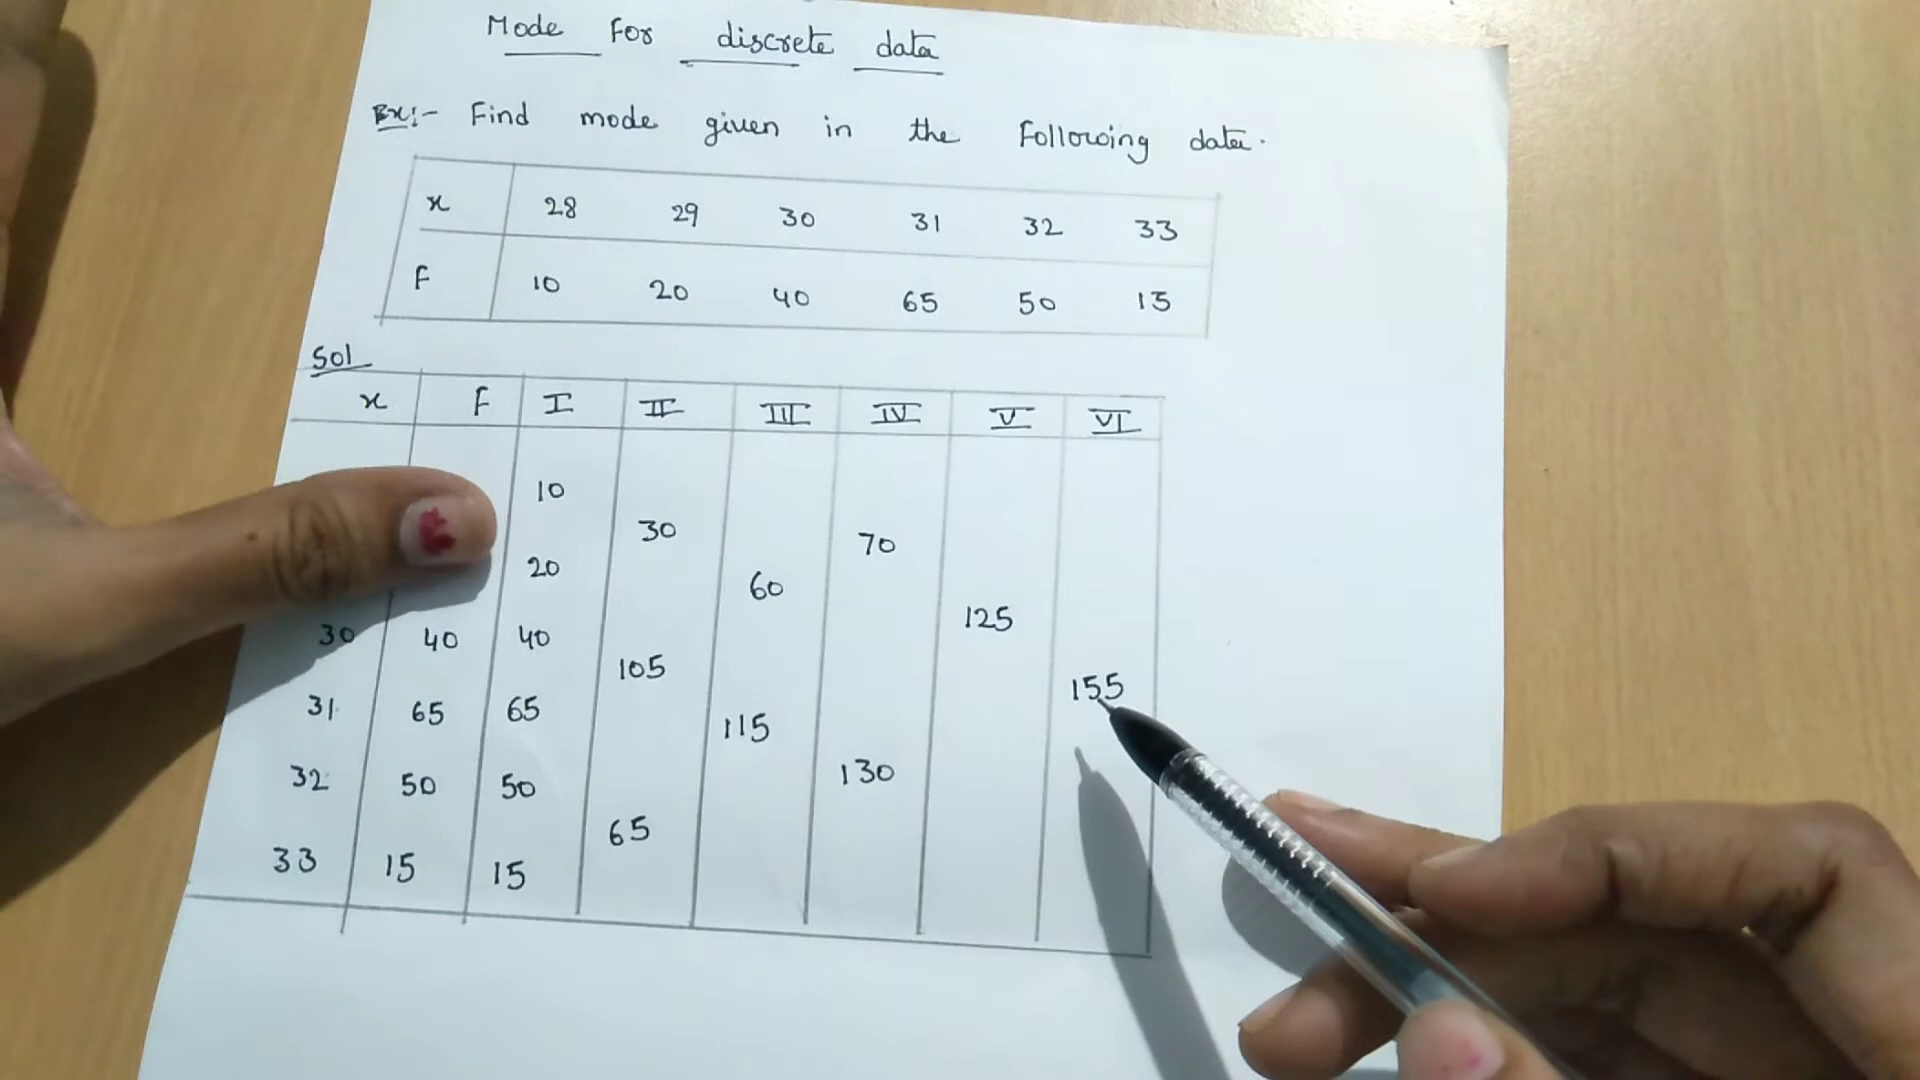 Mode For discrete data
Ex:- Find mode given in the Following data.
x 28 29 30 31 32 33
F 10 20 40 65 50 15
Sol
x F I II III IV V VI
10
30
70
20
60
125
30 40 40
105
155
31 65 65
115
32 50 50
130
65
33 15 15